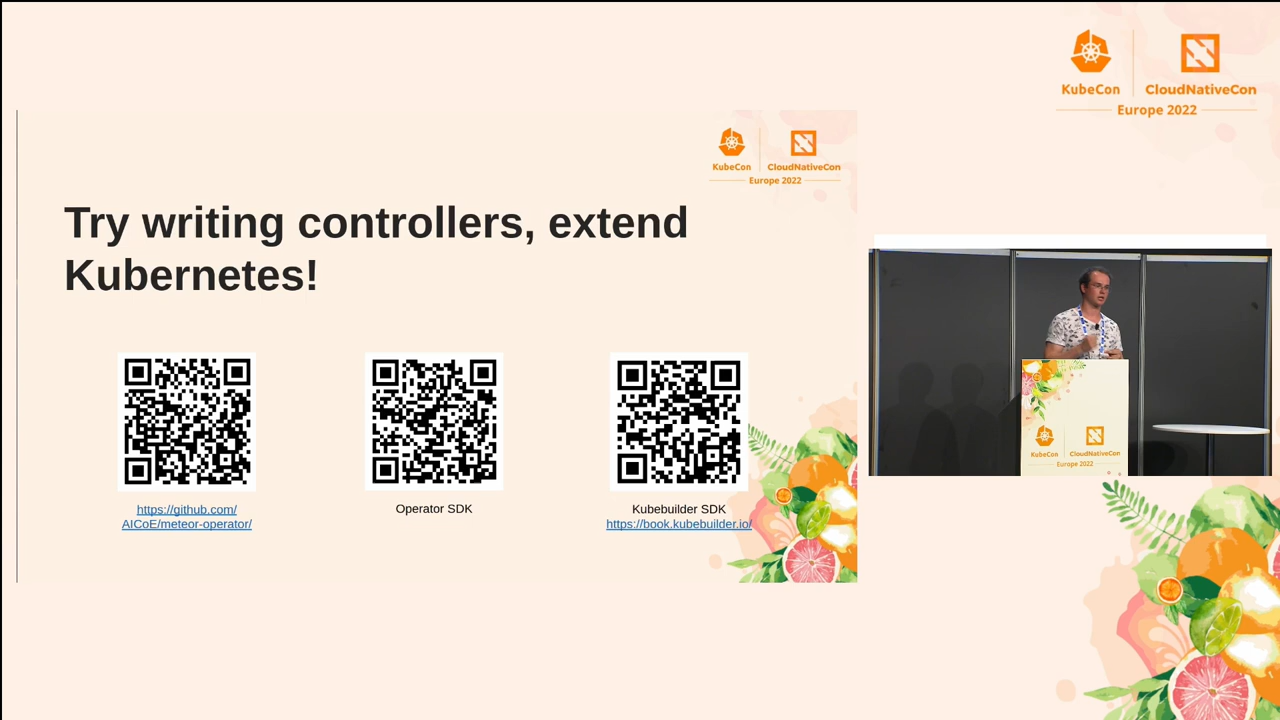 KubeCon
CloudNativeCon
Europe 2022
KubeCon
CloudNativeCon
Europe 2022
Try writing controllers, extend
Kubernetes!
https://github.com/
AICoE/meteor-operator/
Operator SDK
Kubebuilder SDK
https://book.kubebuilder.io/
KubeCon
CloudNativeCon
Europe 2022